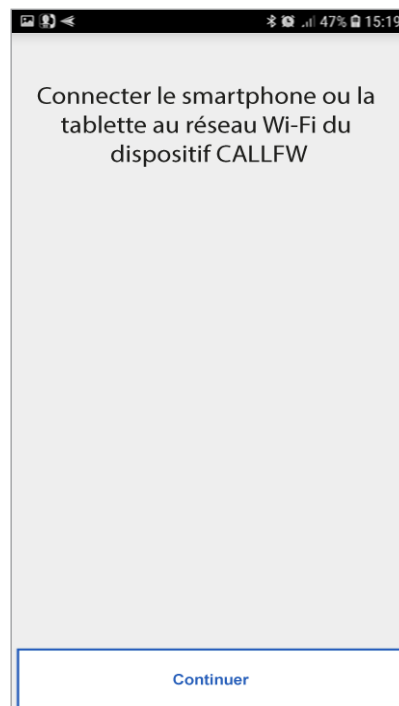 47% 15:19
Connecter le smartphone ou la
tablette au réseau Wi-Fi du
dispositif CALLFW
Continuer